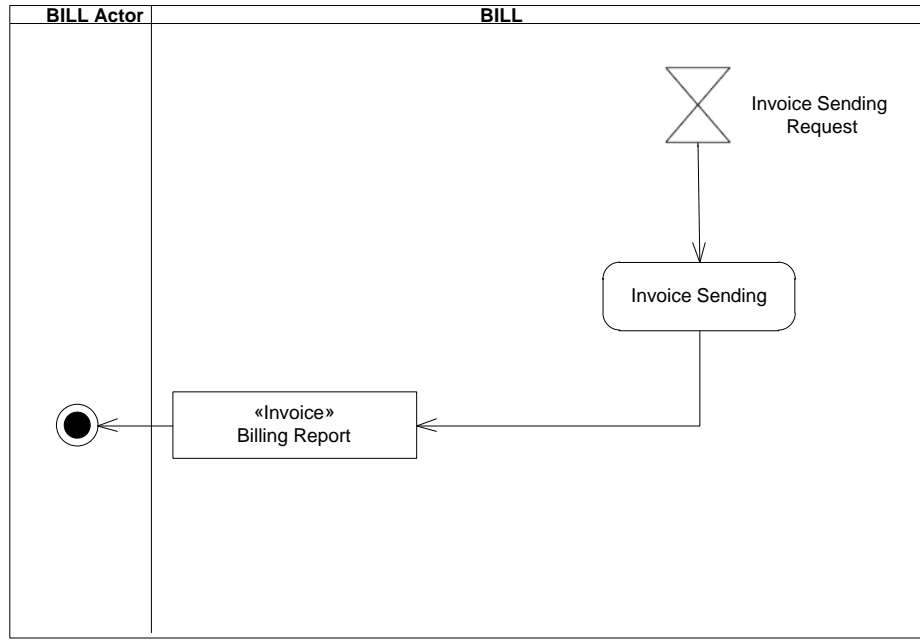 BILL Actor
BILL
Invoice Sending
Request
Invoice Sending
«Invoice»
Billing Report